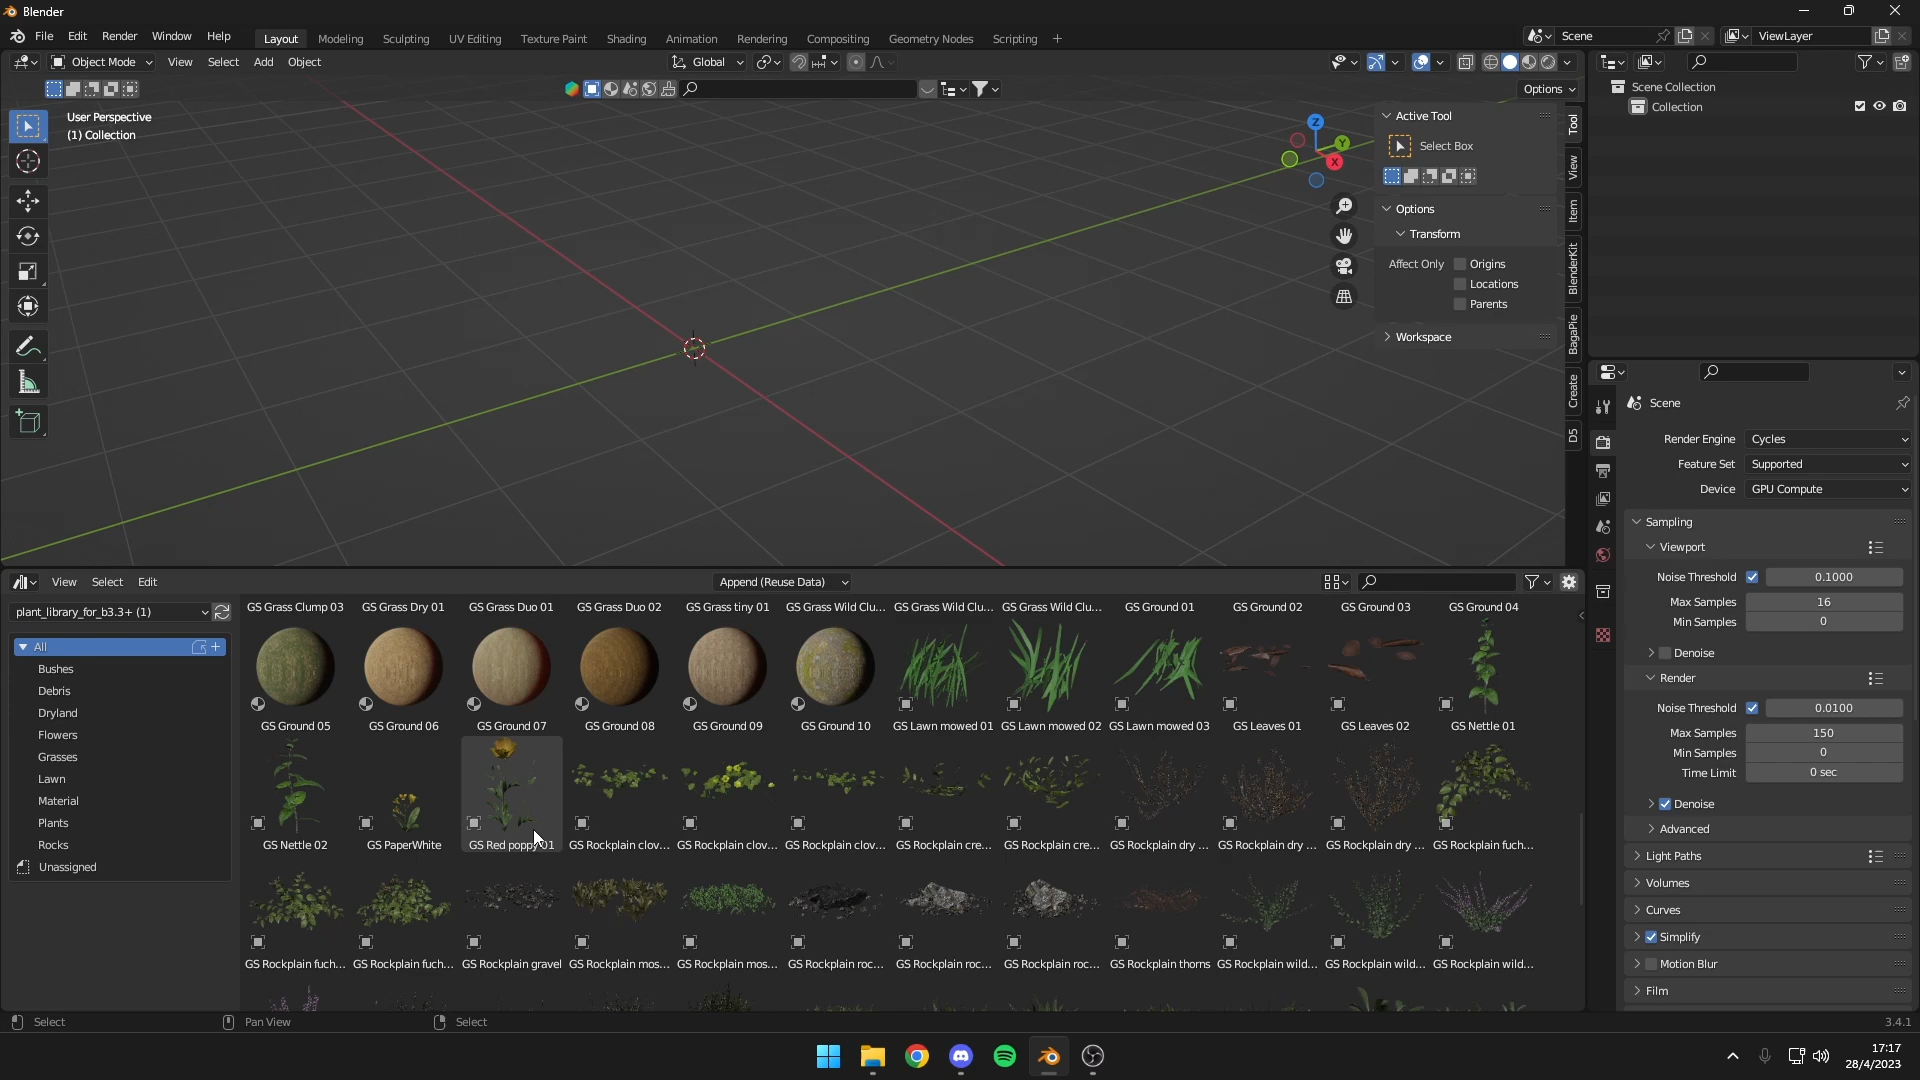 Blender
File Edit Render Window Help Layout Modeling Sculpting UV Editing Texture Paint Shading Animation Rendering Compositing Geometry Nodes Scripting + Scene ViewLayer
Object Mode View Select Add Object Global
Options
User Perspective
(1) Collection
Z
Y
X
Active Tool
Select Box
Options
Transform
Affect Only Origins
Locations
Parents
Workspace
Tool
View
Item
BlenderKit
BagaPie
Create
D5
Scene Collection
Collection
Scene
Render Engine Cycles
Feature Set Supported
Device GPU Compute
Sampling
Viewport
Noise Threshold 0.1000
Max Samples 16
Min Samples 0
Denoise
Render
Noise Threshold 0.0100
Max Samples 150
Min Samples 0
Time Limit 0 sec
Denoise
Advanced
Light Paths
Volumes
Curves
Simplify
Motion Blur
Film
View Select Edit Append (Reuse Data)
plant_library_for_b3.3+ (1)
All
Bushes
Debris
Dryland
Flowers
Grasses
Lawn
Material
Plants
Rocks
Unassigned
GS Grass Clump 03 GS Grass Dry 01 GS Grass Duo 01 GS Grass Duo 02 GS Grass tiny 01 GS Grass Wild Clu... GS Grass Wild Clu... GS Grass Wild Clu... GS Ground 01 GS Ground 02 GS Ground 03 GS Ground 04
GS Ground 05 GS Ground 06 GS Ground 07 GS Ground 08 GS Ground 09 GS Ground 10 GS Lawn mowed 01 GS Lawn mowed 02 GS Lawn mowed 03 GS Leaves 01 GS Leaves 02 GS Nettle 01
GS Nettle 02 GS PaperWhite GS Red poppy 01 GS Rockplain clov... GS Rockplain clov... GS Rockplain clov... GS Rockplain cre... GS Rockplain cre... GS Rockplain dry ... GS Rockplain dry ... GS Rockplain dry ... GS Rockplain fuch...
GS Rockplain fuch... GS Rockplain fuch... GS Rockplain gravel GS Rockplain mos... GS Rockplain mos... GS Rockplain roc... GS Rockplain roc... GS Rockplain roc... GS Rockplain thorns GS Rockplain wild... GS Rockplain wild... GS Rockplain wild...
Select Pan View Select 3.4.1
17:17
28/4/2023